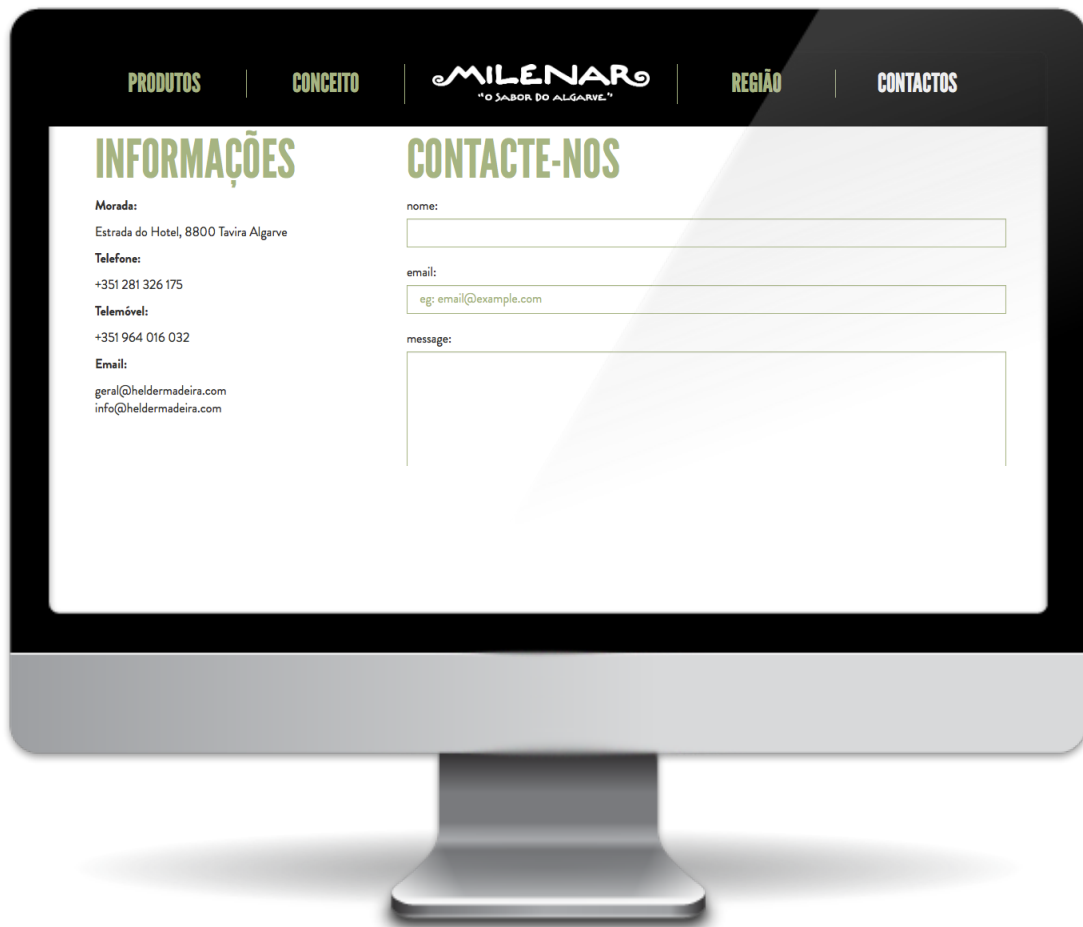 PRODUTOS
CONCEITO
MILENAR
"O SABOR DO ALGARVE."
REGIÃO
CONTACTOS
INFORMAÇÕES
Morada:
Estrada do Hotel, 8800 Tavira Algarve
Telefone:
+351 281 326 175
Telemóvel:
+351 964 016 032
Email:
geral@heldermadeira.com
info@heldermadeira.com
CONTACTE-NOS
nome:
email:
eg: email@example.com
message: